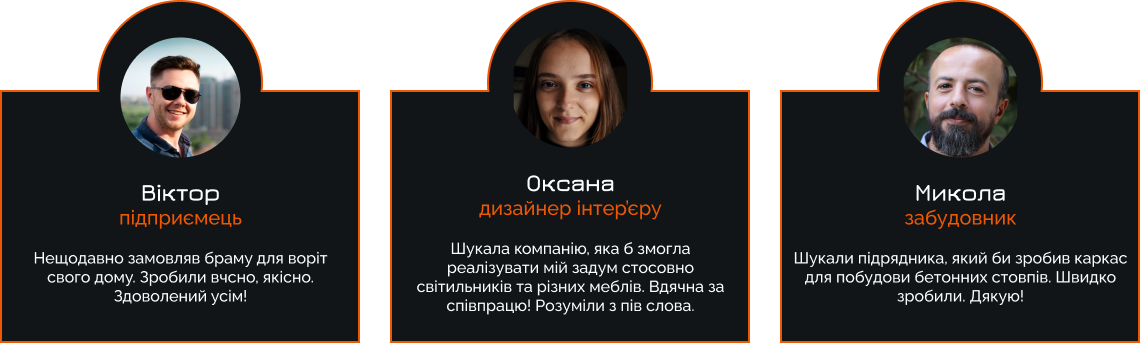 Віктор
підприємець
Нещодавно замовляв браму для воріт
свого дому. Зробили вчсно, якісно.
Здоволений усім!
Оксана
дизайнер інтер'єру
Шукала компанію, яка б змогла
реалізувати мій задум стосовно
світильників та різних меблів. Вдячна за
співпрацю! Розуміли з пів слова.
Микола
забудовник
Шукали підрядника, який би зробив каркас
для побудови бетонних стовпів. Швидко
зробили. Дякую!